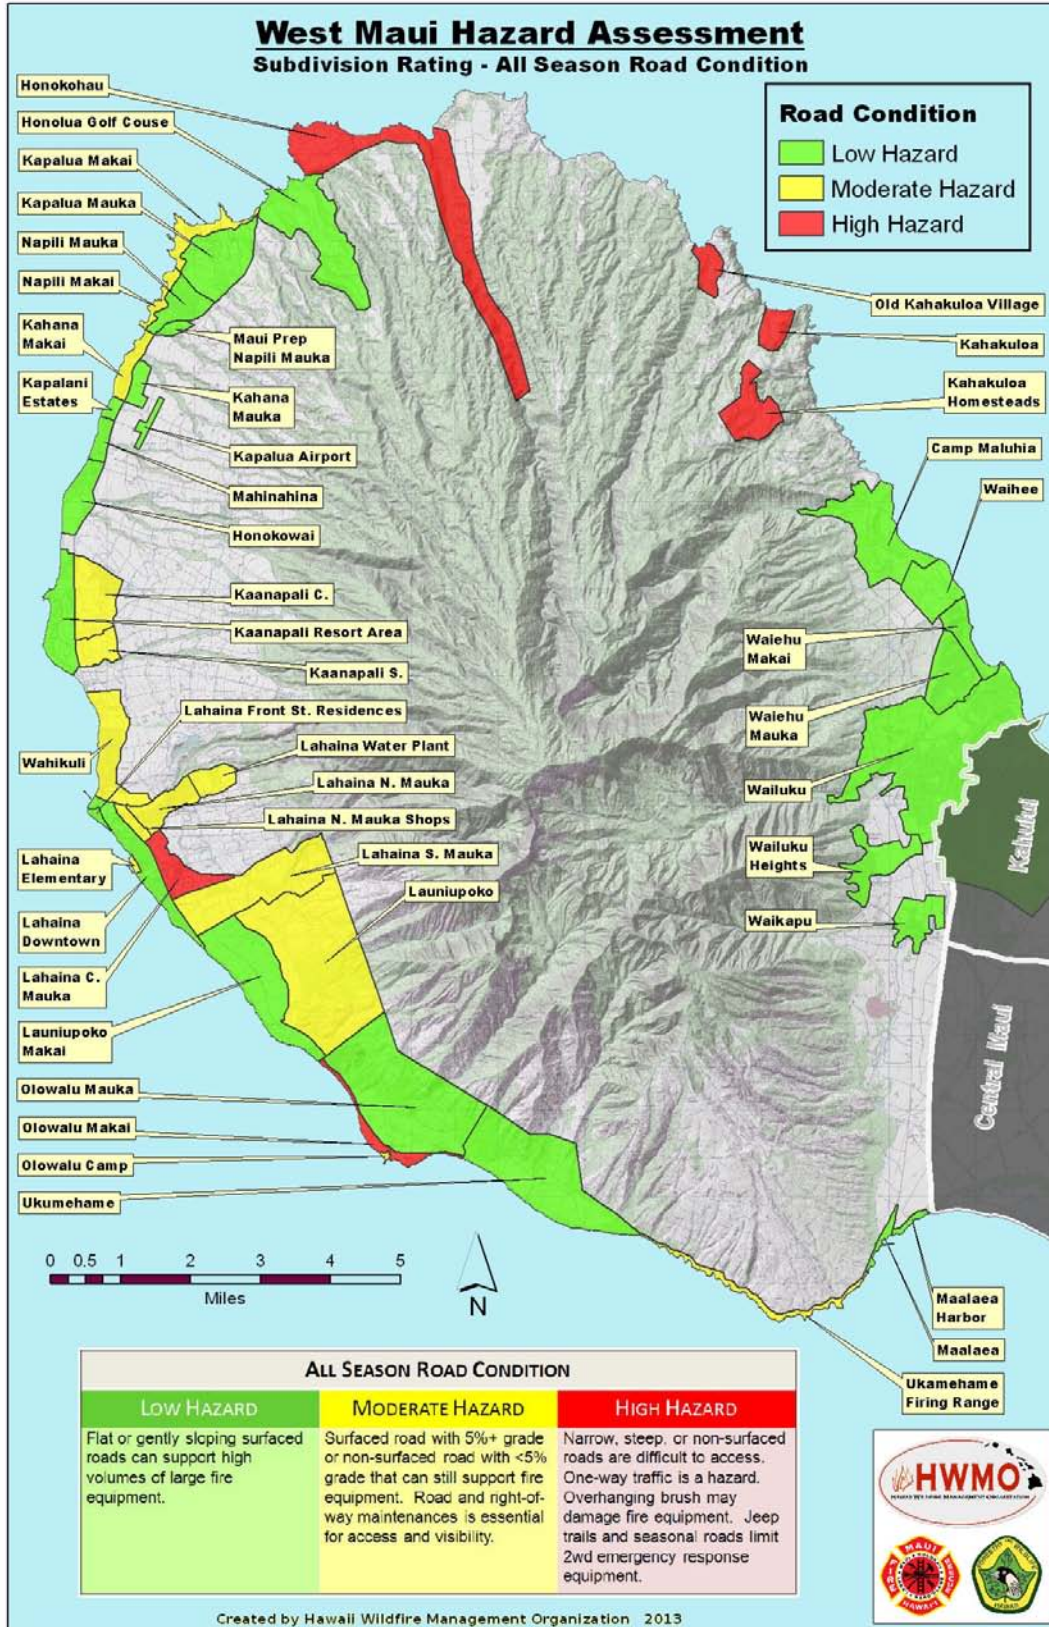 West Maui Hazard Assessment
Subdivision Rating - All Season Road Condition
Road Condition
Low Hazard
Moderate Hazard
High Hazard
Honokohau
Honolua Golf Couse
Kapalua Makai
Kapalua Mauka
Napili Mauka
Napili Makai
Kahana
Makai
Kapalani
Estates
Maui Prep
Napili Mauka
Kahana
Mauka
Kapalua Airport
Mahinahina
Honokowai
Kaanapali C.
Kaanapali Resort Area
Kaanapali S.
Lahaina Front St. Residences
Wahikuli
Lahaina Water Plant
Lahaina N. Mauka
Lahaina N. Mauka Shops
Lahaina S. Mauka
Launiupoko
Lahaina
Elementary
Lahaina
Downtown
Lahaina C.
Mauka
Launiupoko
Makai
Olowalu Mauka
Olowalu Makai
Olowalu Camp
Ukumehame
Old Kahakuloa Village
Kahakuloa
Kahakuloa
Homesteads
Camp Maluhia
Waihee
Waiehu
Makai
Waiehu
Mauka
Wailuku
Wailuku
Heights
Waikapu
Kahului
Central Maui
Maalaea
Harbor
Maalaea
Ukamehame
Firing Range
0 0.5 1 2 3 4 5
Miles
N
ALL SEASON ROAD CONDITION
LOW HAZARD
Flat or gently sloping surfaced
roads can support high
volumes of large fire
equipment.
MODERATE HAZARD
Surfaced road with 5%+ grade
or non-surfaced road with <5%
grade that can still support fire
equipment. Road and right-of-
way maintenances is essential
for access and visibility.
HIGH HAZARD
Narrow, steep, or non-surfaced
roads are difficult to access.
One-way traffic is a hazard.
Overhanging brush may
damage fire equipment. Jeep
trails and seasonal roads limit
2wd emergency response
equipment.
HWMO
MAUI
FIRE
HAWAI'I
Created by Hawaii Wildfire Management Organization 2013